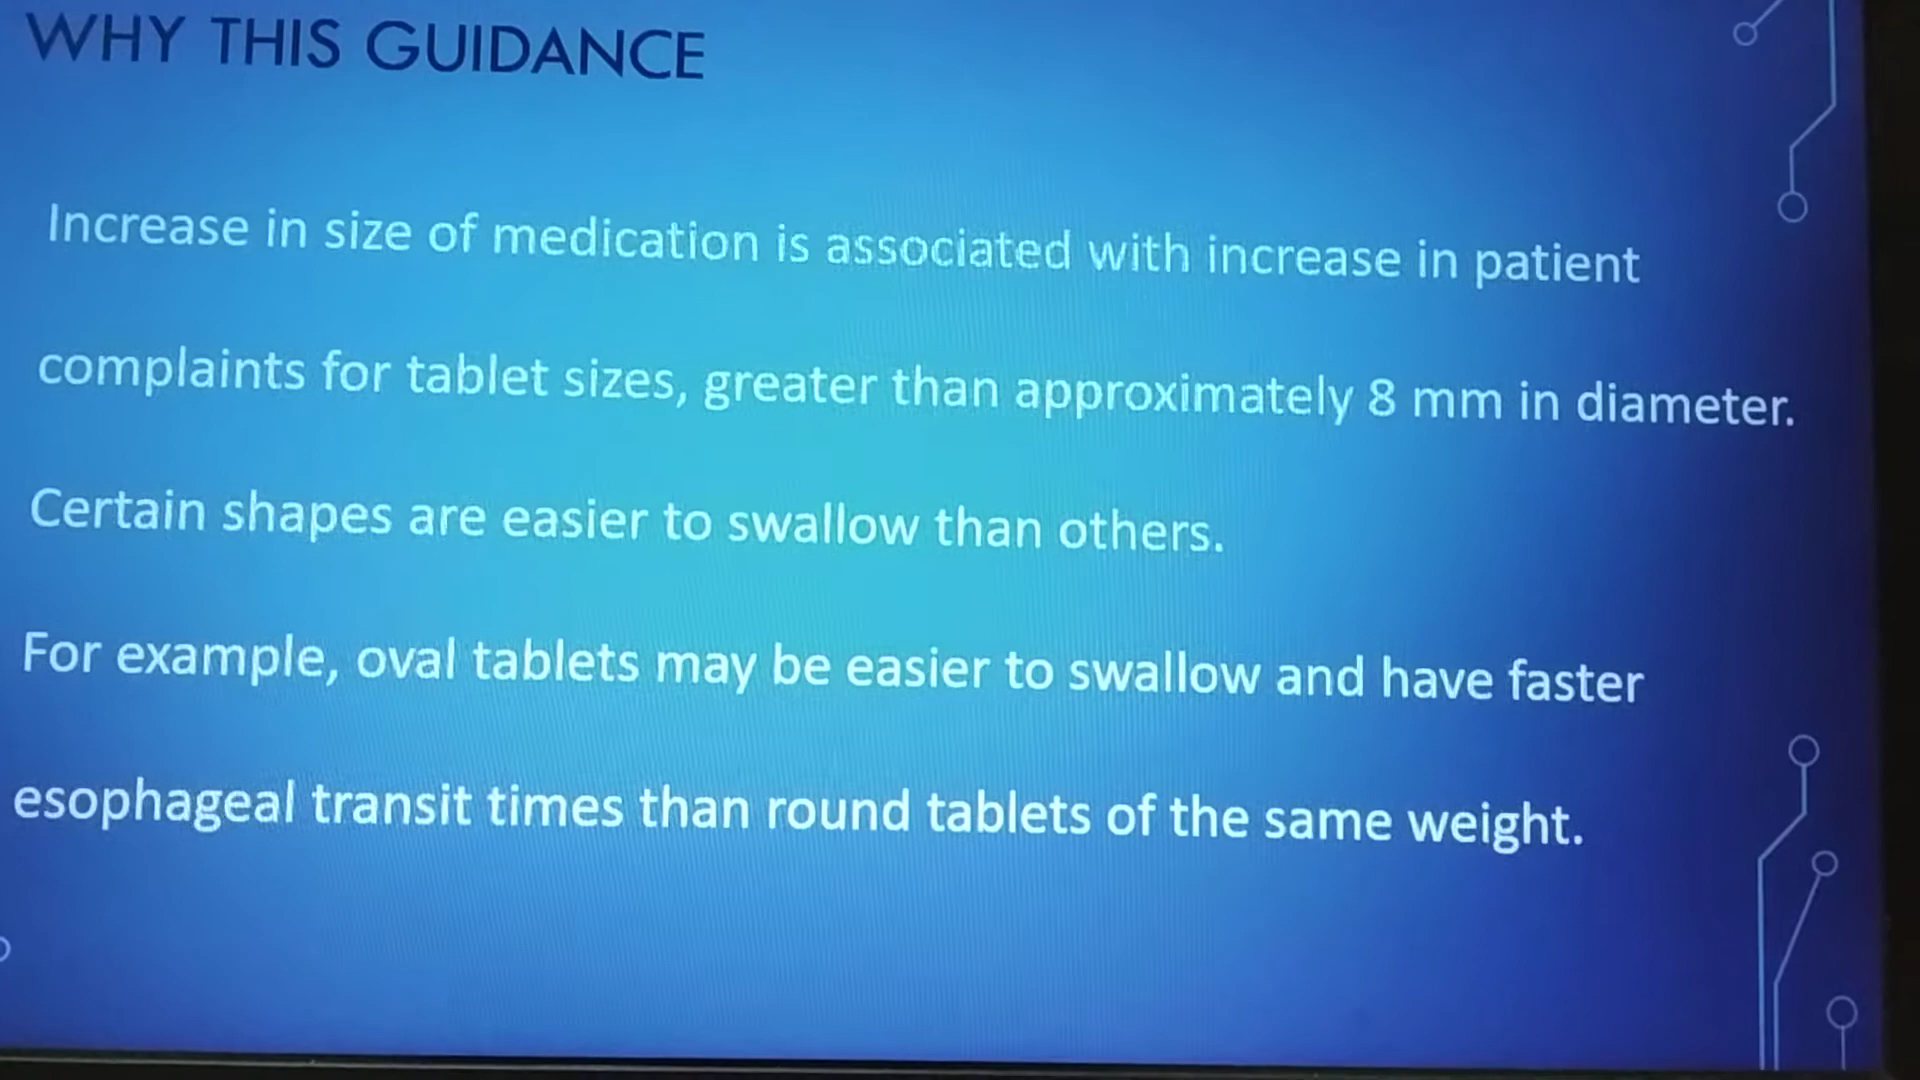 WHY THIS GUIDANCE
Increase in size of medication is associated with increase in patient
complaints for tablet sizes, greater than approximately 8 mm in diameter.
Certain shapes are easier to swallow than others.
For example, oval tablets may be easier to swallow and have faster
esophageal transit times than round tablets of the same weight.